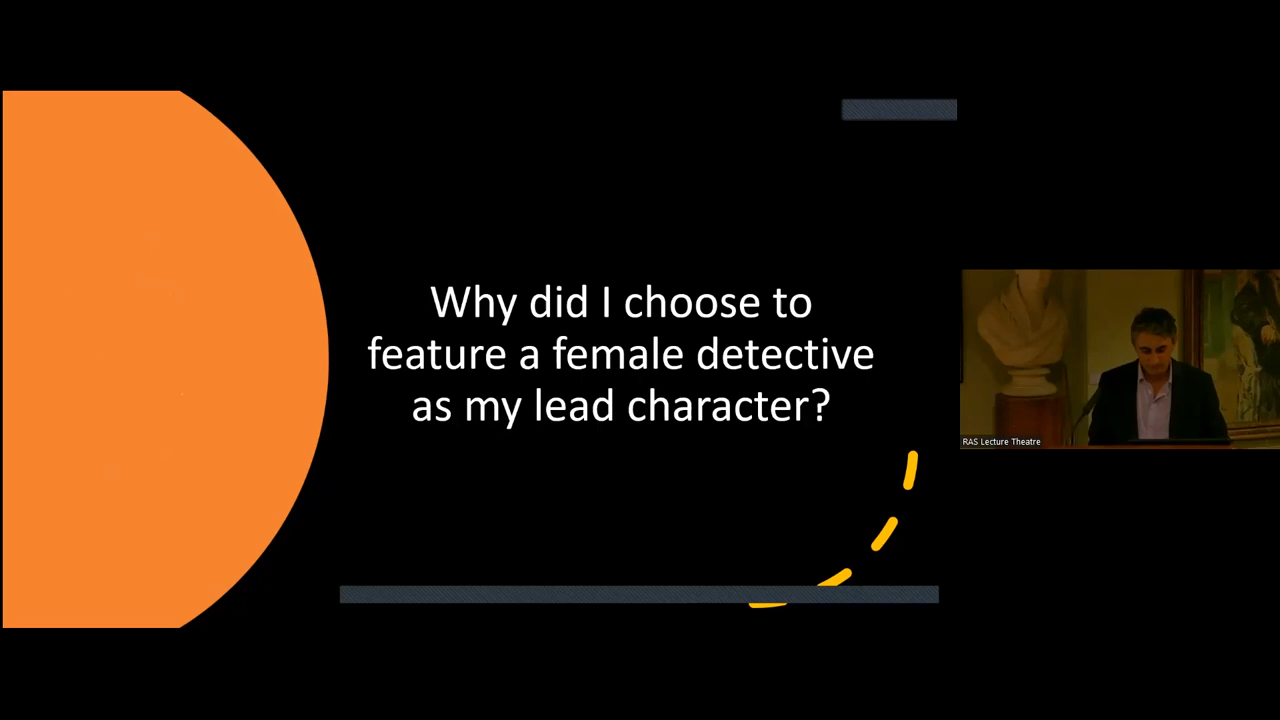 Why did I choose to
feature a female detective
as my lead character?
RAS Lecture Theatre